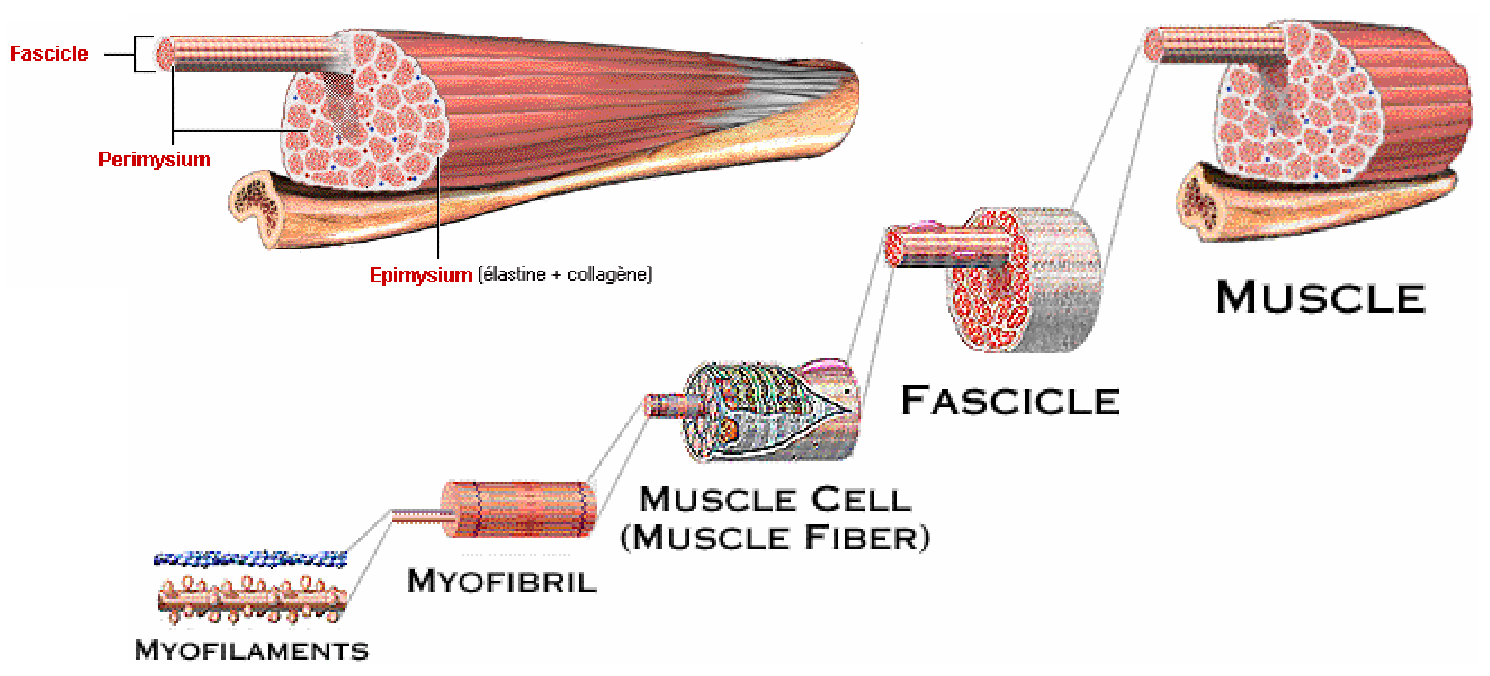 Fascicle
Perimysium
Epimysium (élastine + collagène)
MUSCLE
FASCICLE
MUSCLE CELL
(MUSCLE FIBER)
MYOFIBRIL
MYOFILAMENTS